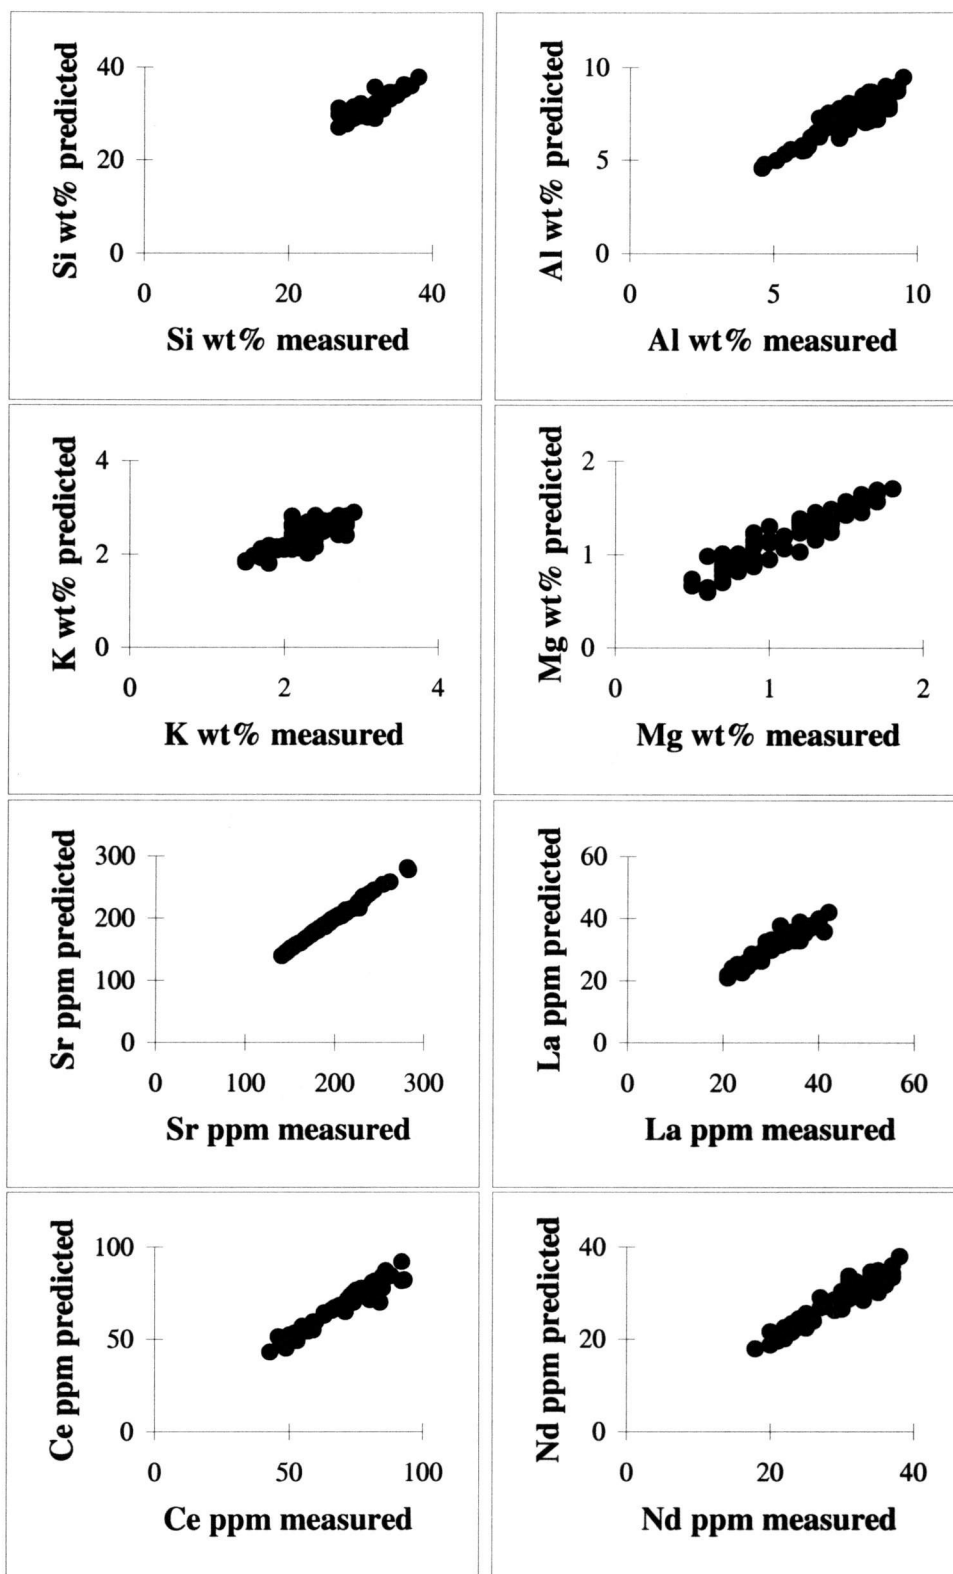 Si wt% predicted
40
20
0
0 20 40
Si wt% measured
Al wt% predicted
10
5
0
0 5 10
Al wt% measured
K wt% predicted
4
2
0
0 2 4
K wt% measured
Mg wt% predicted
2
1
0
0 1 2
Mg wt% measured
Sr ppm predicted
300
200
100
0
0 100 200 300
Sr ppm measured
La ppm predicted
60
40
20
0
0 20 40 60
La ppm measured
Ce ppm predicted
100
50
0
0 50 100
Ce ppm measured
Nd ppm predicted
40
20
0
0 20 40
Nd ppm measured